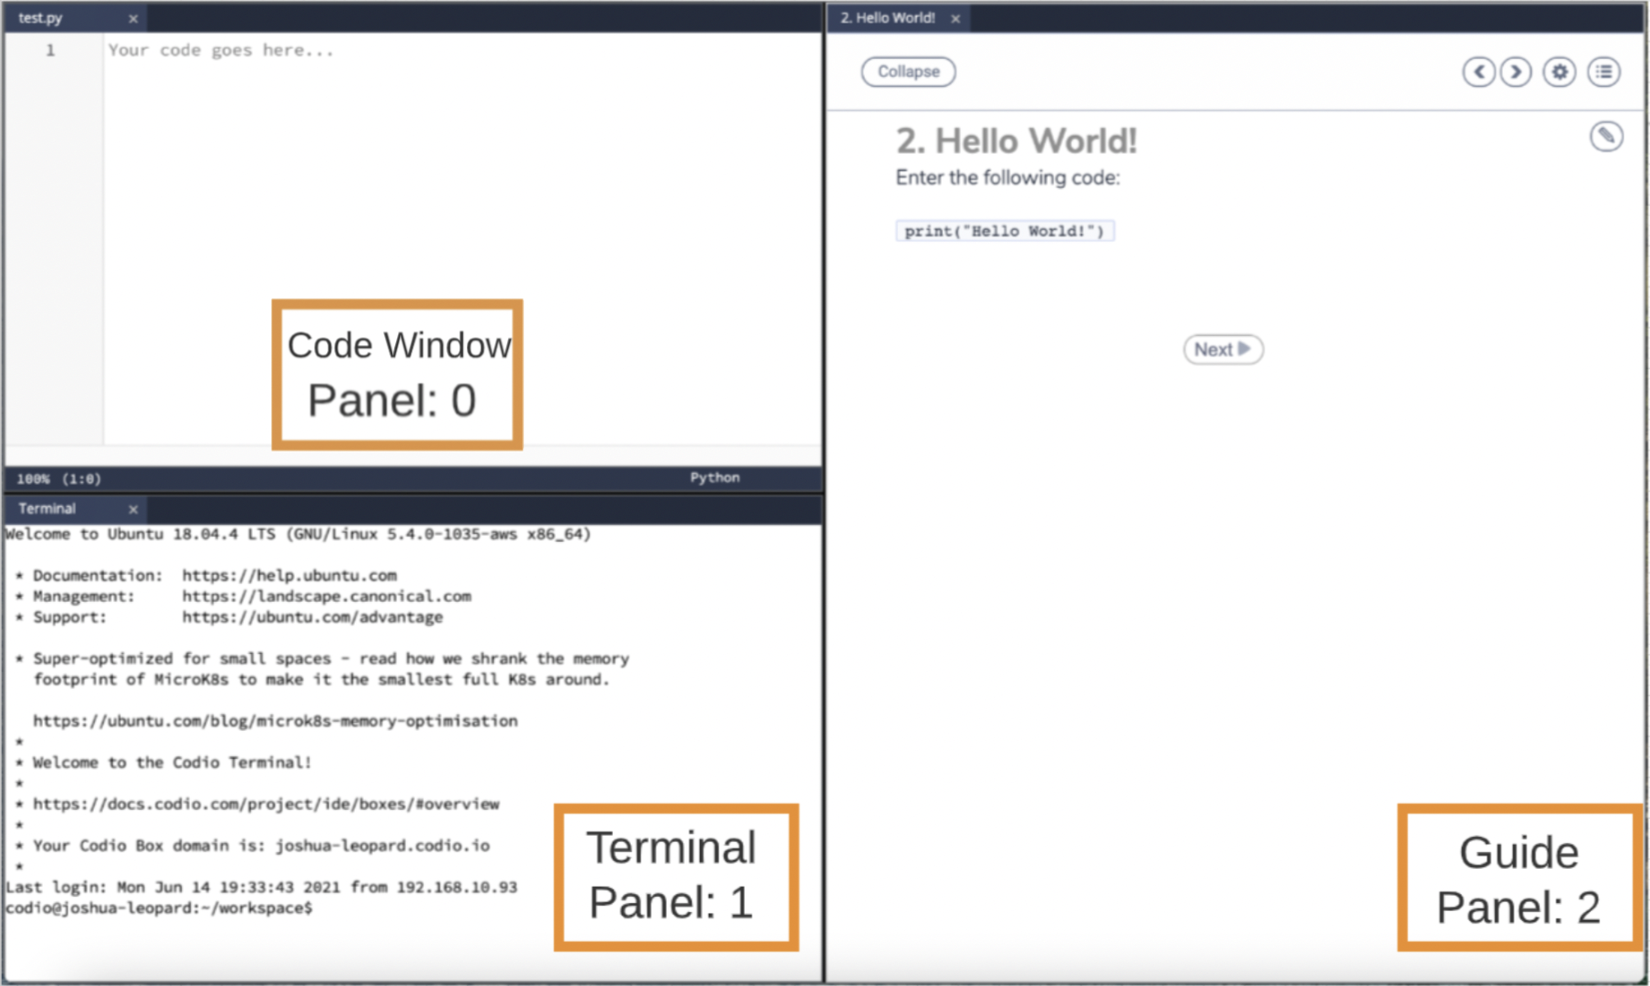 test.py ×
1 Your code goes here...
Code Window
Panel: 0
100% (1:0) Python
Terminal ×
Welcome to Ubuntu 18.04.4 LTS (GNU/Linux 5.4.0-1035-aws x86_64)
* Documentation: https://help.ubuntu.com
* Management: https://landscape.canonical.com
* Support: https://ubuntu.com/advantage
* Super-optimized for small spaces - read how we shrank the memory
footprint of MicroK8s to make it the smallest full K8s around.
https://ubuntu.com/blog/microk8s-memory-optimisation
*
* Welcome to the Codio Terminal!
*
* https://docs.codio.com/project/ide/boxes/#overview
*
* Your Codio Box domain is: joshua-leopard.codio.io
*
Last login: Mon Jun 14 19:33:43 2021 from 192.168.10.93
codio@joshua-leopard:~/workspace$
Terminal
Panel: 1
2. Hello World! ×
Collapse
2. Hello World!
Enter the following code:
print("Hello World!")
Next
Guide
Panel: 2